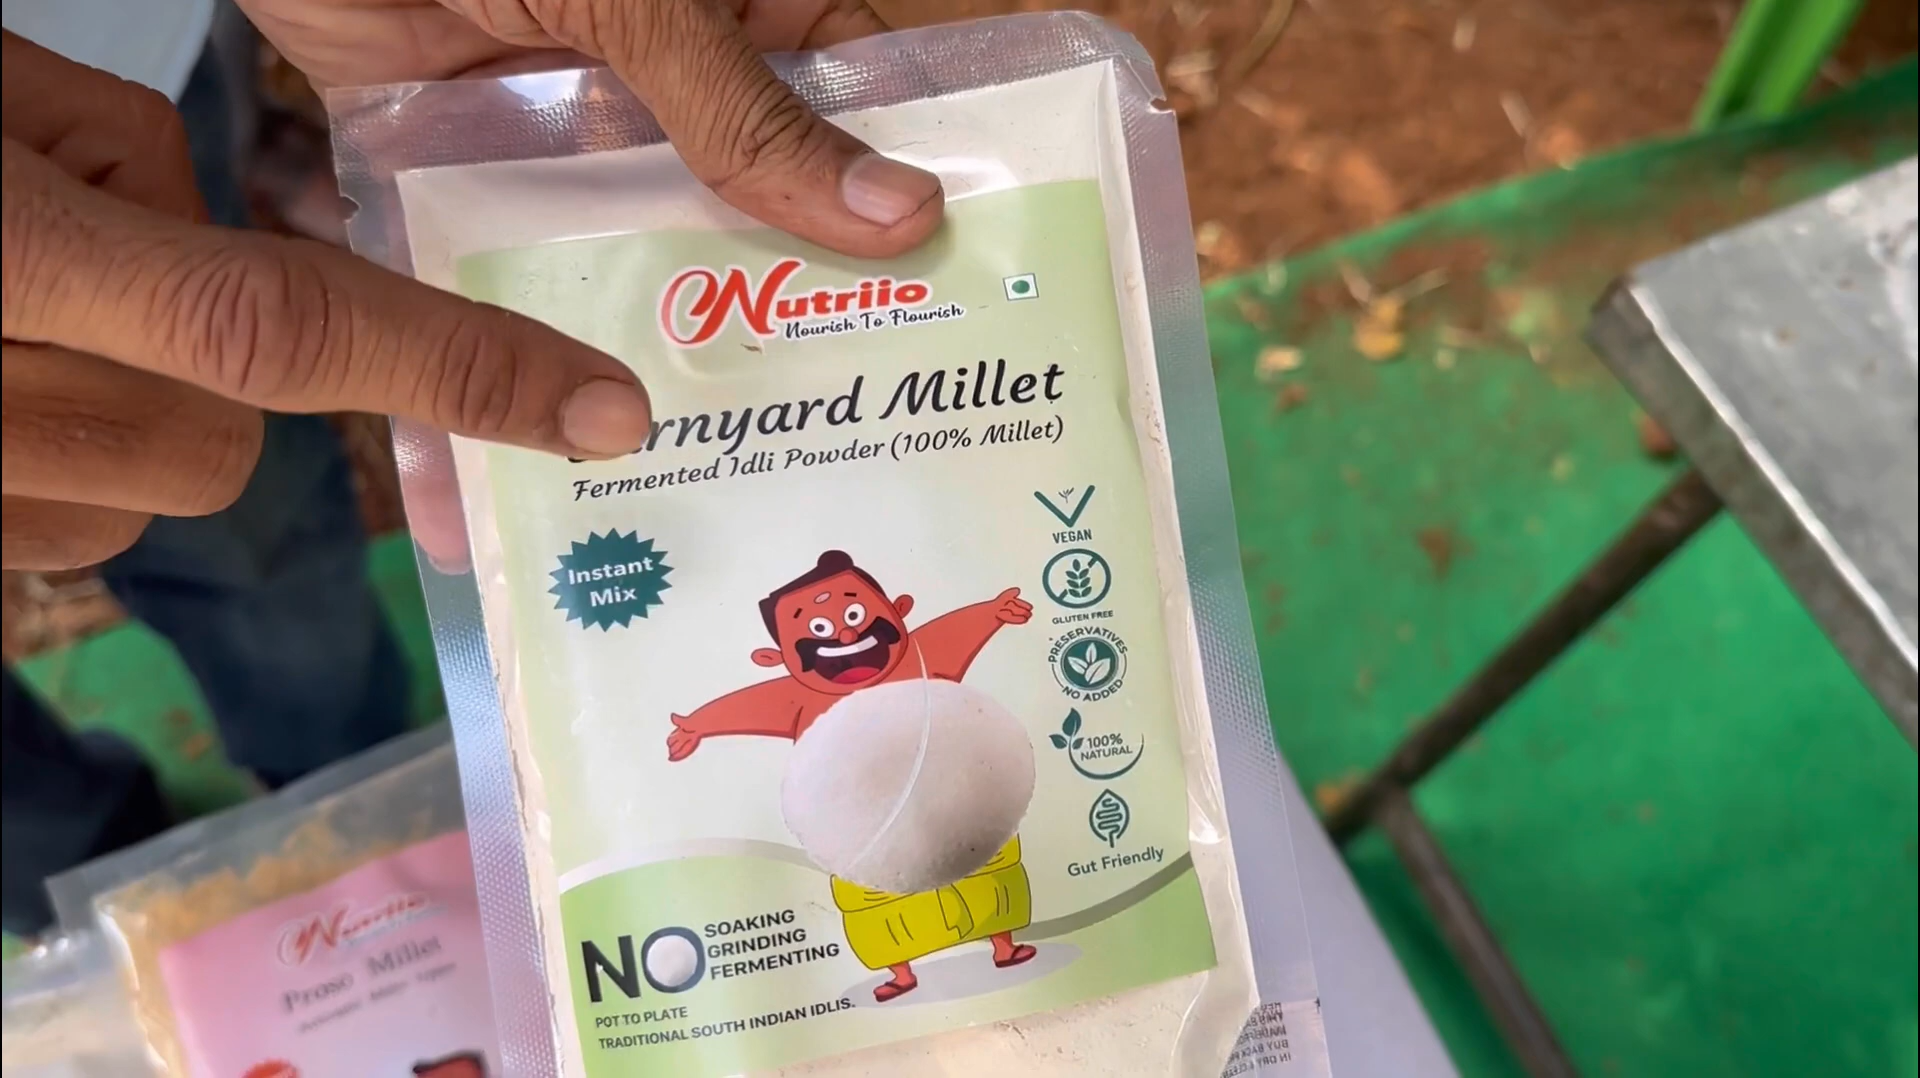 Nutriio
Nourish To Flourish
rnyard Millet
Fermented Idli Powder (100% Millet)
Instant
Mix
VEGAN
GLUTEN FREE
PRESERVATIVES
NO ADDED
100%
NATURAL
Gut Friendly
NO SOAKING
GRINDING
FERMENTING
POT TO PLATE
TRADITIONAL SOUTH INDIAN IDLIS.
Nutriio
Proso Millet